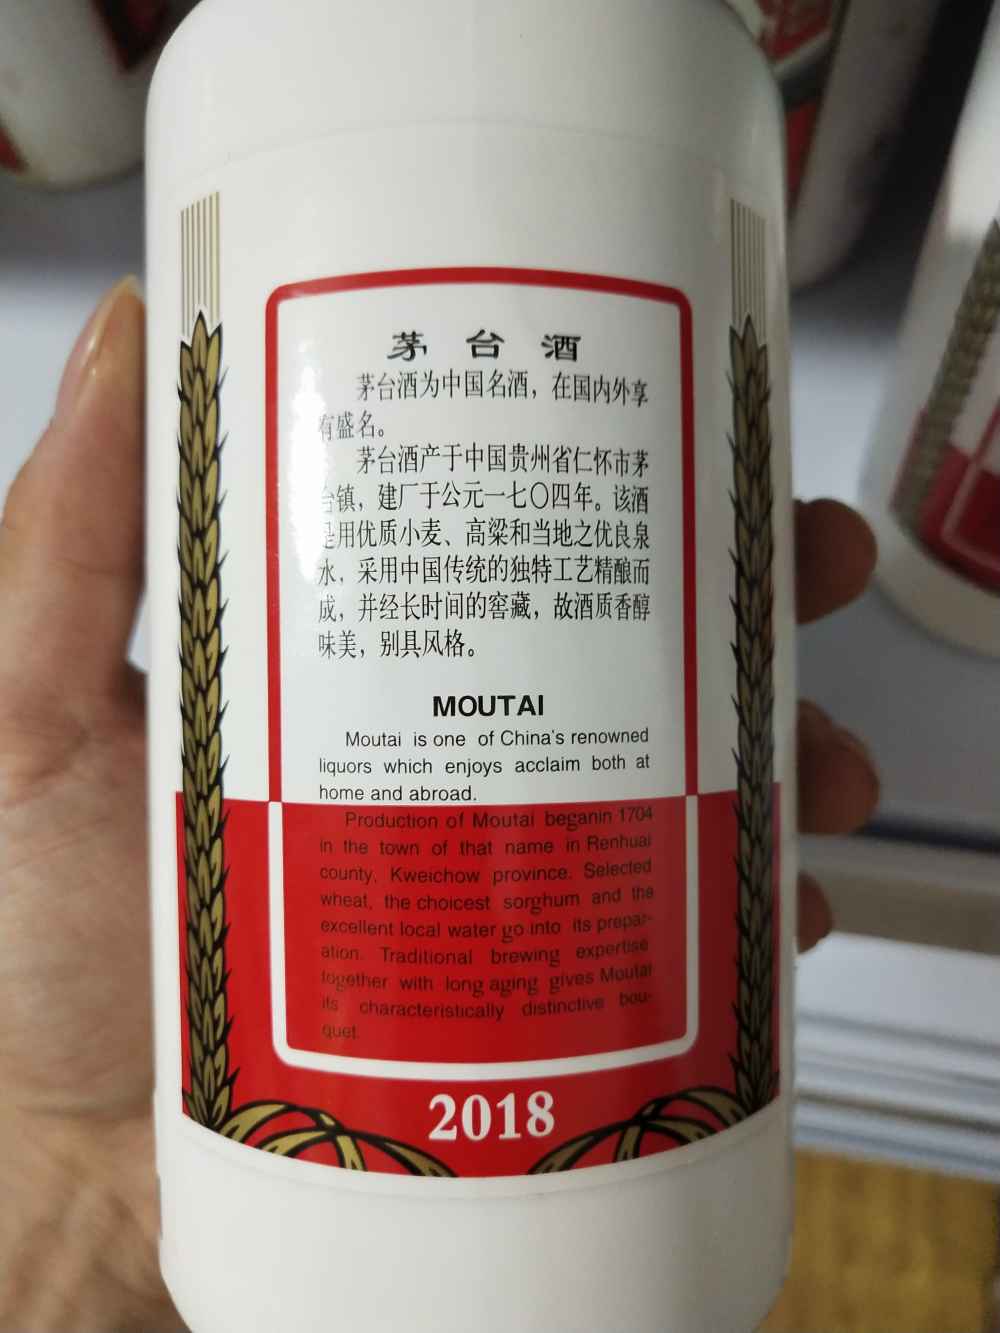 茅台酒
茅台酒为中国名酒，在国内外享
有盛名。
茅台酒产于中国贵州省仁怀市茅
台镇，建厂于公元一七〇四年。该酒
是用优质小麦、高粱和当地之优良泉
水，采用中国传统的独特工艺精酿而
成，并经长时间的窖藏，故酒质香醇
味美，别具风格。
MOUTAI
Moutai is one of China's renowned
liquors which enjoys acclaim both at
home and abroad.
Production of Moutai beganin 1704
in the town of that name in Renhuai
county, Kweichow province. Selected
wheat, the choicest sorghum and the
excellent local water go into its prepar-
ation. Traditional brewing expertise
together with long aging gives Moutai
its characteristically distinctive bou-
quet.
2018